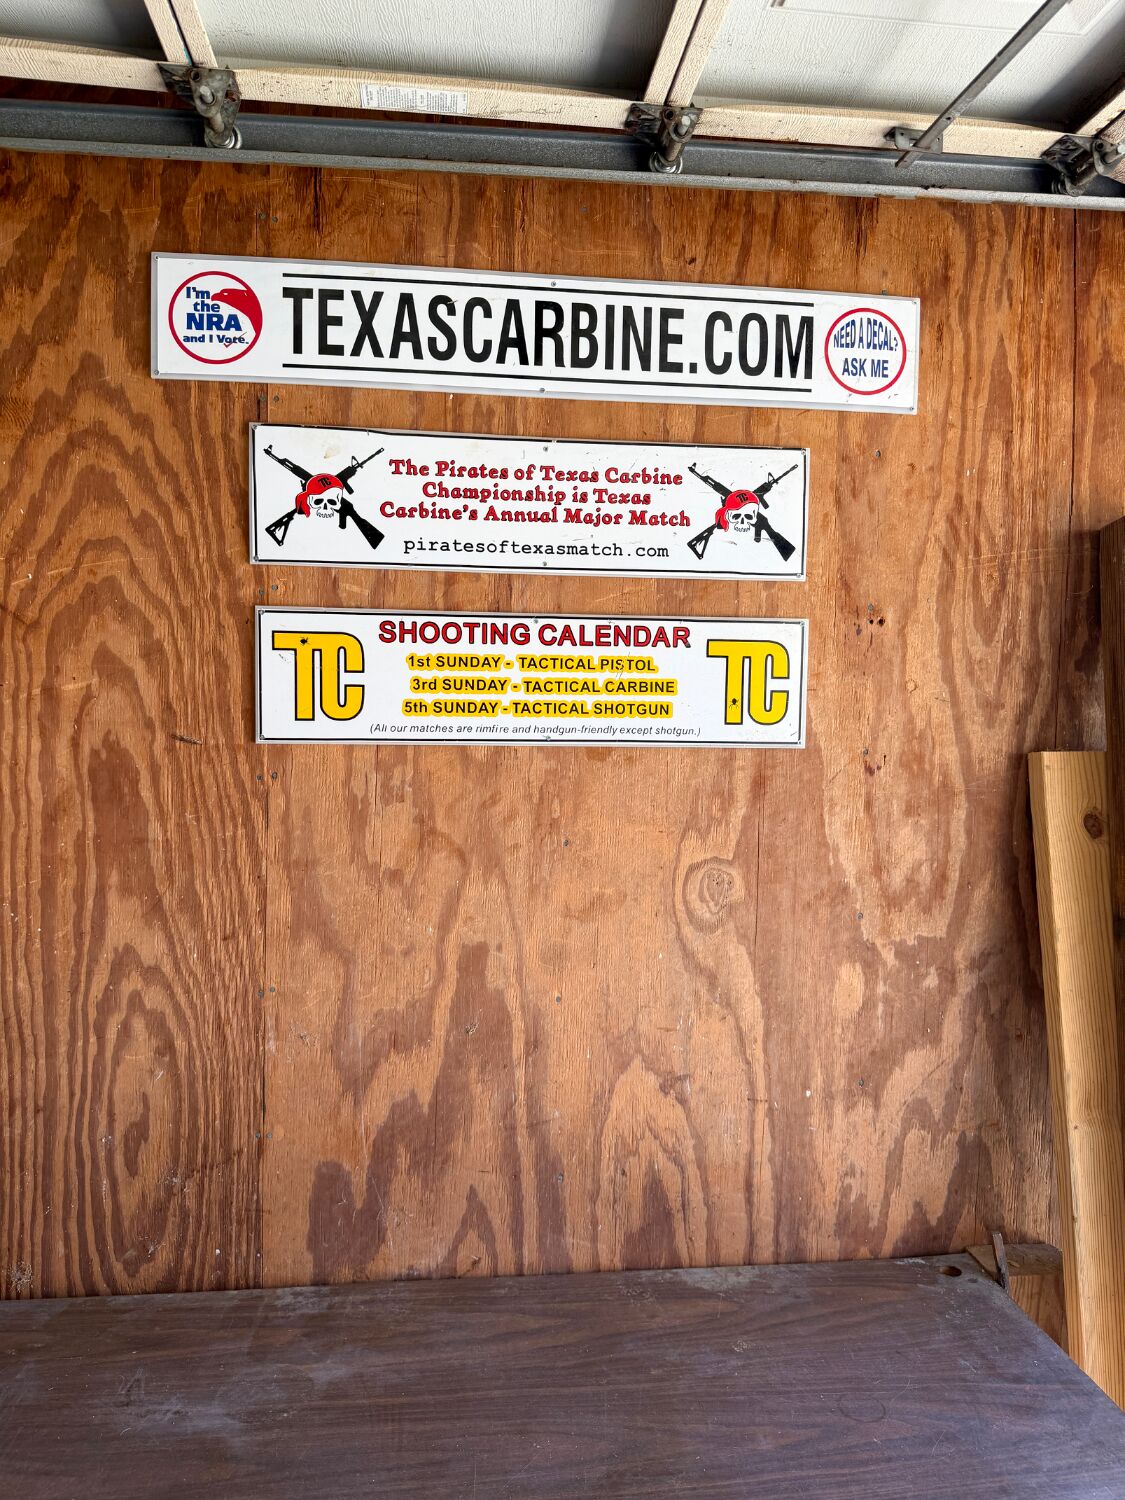 I'm
the
NRA
and I Vote.
TEXASCARBINE.COM
NEED A DECAL?
ASK ME
TC
The Pirates of Texas Carbine
Championship is Texas
Carbine's Annual Major Match
piratesoftexasmatch.com
TC
TC
SHOOTING CALENDAR
1st SUNDAY - TACTICAL PISTOL
3rd SUNDAY - TACTICAL CARBINE
5th SUNDAY - TACTICAL SHOTGUN
(All our matches are rimfire and handgun-friendly except shotgun.)
TC